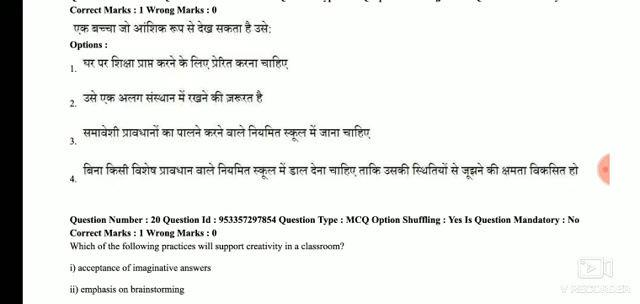 Correct Marks : 1 Wrong Marks : 0
एक बच्चा जो आंशिक रूप से देख सकता है उसे:
Options :
1. घर पर शिक्षा प्राप्त करने के लिए प्रेरित करना चाहिए
2. उसे एक अलग संस्थान में रखने की ज़रूरत है
3. समावेशी प्रावधानों का पालने करने वाले नियमित स्कूल में जाना चाहिए
4. बिना किसी विशेष प्रावधान वाले नियमित स्कूल में डाल देना चाहिए ताकि उसकी स्थितियों से जूझने की क्षमता विकसित हो
Question Number : 20 Question Id : 953357297854 Question Type : MCQ Option Shuffling : Yes Is Question Mandatory : No
Correct Marks : 1 Wrong Marks : 0
Which of the following practices will support creativity in a classroom?
i) acceptance of imaginative answers
ii) emphasis on brainstorming
V RECORDER